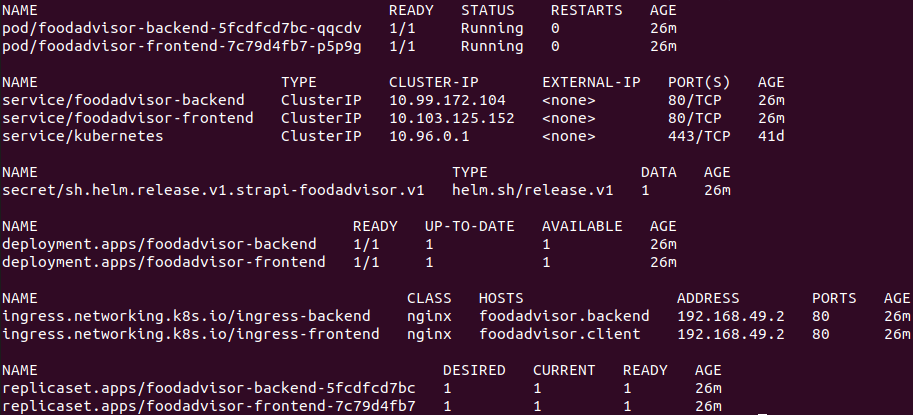 NAME READY STATUS RESTARTS AGE
pod/foodadvisor-backend-5fcdfcd7bc-qqcdv 1/1 Running 0 26m
pod/foodadvisor-frontend-7c79d4fb7-p5p9g 1/1 Running 0 26m
NAME TYPE CLUSTER-IP EXTERNAL-IP PORT(S) AGE
service/foodadvisor-backend ClusterIP 10.99.172.104 <none> 80/TCP 26m
service/foodadvisor-frontend ClusterIP 10.103.125.152 <none> 80/TCP 26m
service/kubernetes ClusterIP 10.96.0.1 <none> 443/TCP 41d
NAME TYPE DATA AGE
secret/sh.helm.release.v1.strapi-foodadvisor.v1 helm.sh/release.v1 1 26m
NAME READY UP-TO-DATE AVAILABLE AGE
deployment.apps/foodadvisor-backend 1/1 1 1 26m
deployment.apps/foodadvisor-frontend 1/1 1 1 26m
NAME CLASS HOSTS ADDRESS PORTS AGE
ingress.networking.k8s.io/ingress-backend nginx foodadvisor.backend 192.168.49.2 80 26m
ingress.networking.k8s.io/ingress-frontend nginx foodadvisor.client 192.168.49.2 80 26m
NAME DESIRED CURRENT READY AGE
replicaset.apps/foodadvisor-backend-5fcdfcd7bc 1 1 1 26m
replicaset.apps/foodadvisor-frontend-7c79d4fb7 1 1 1 26m